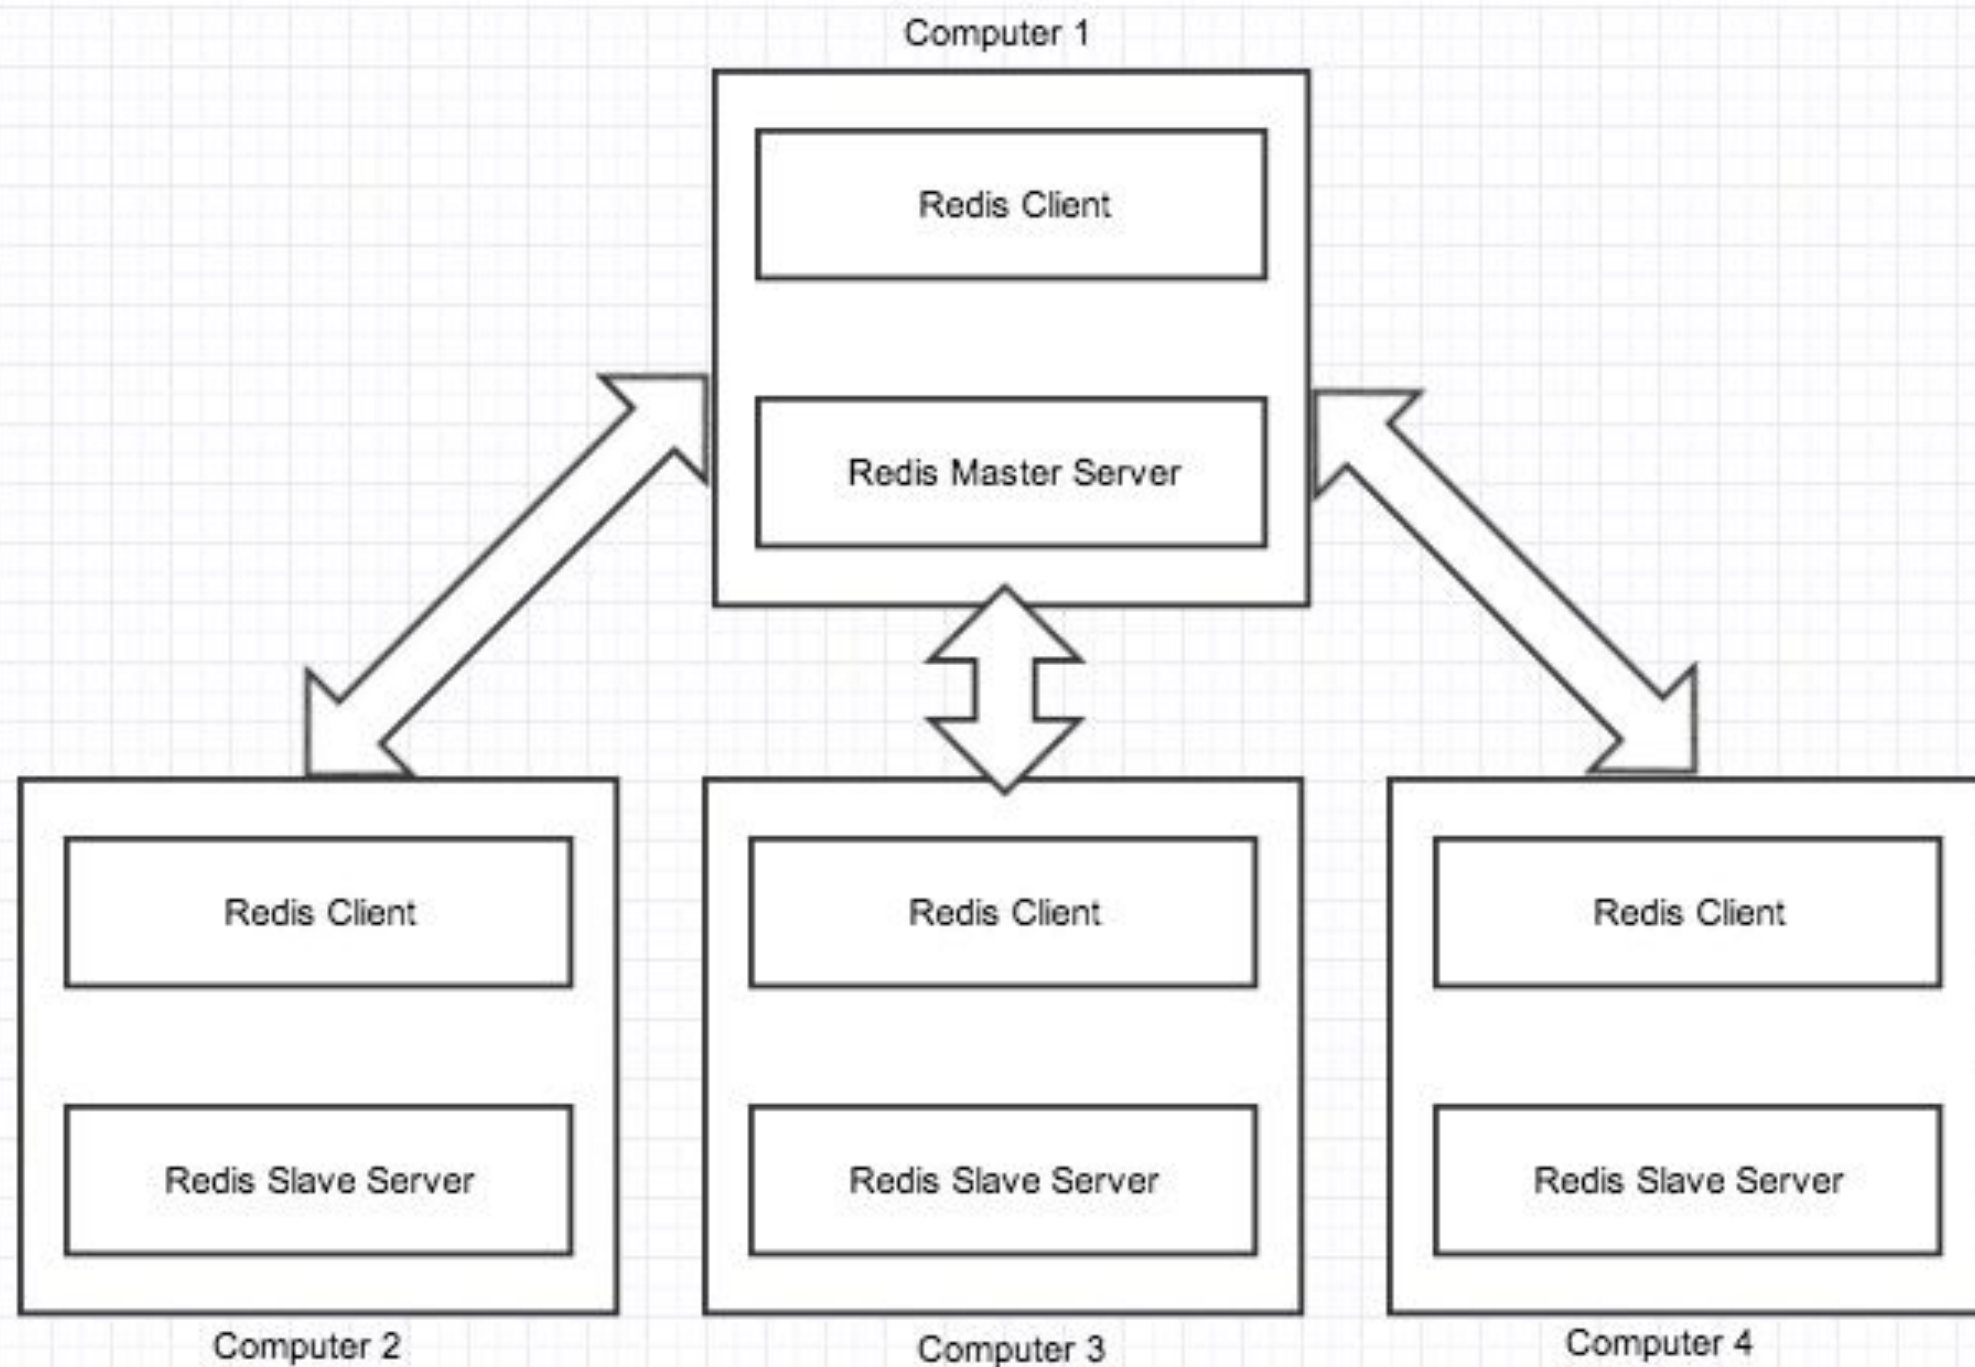 Computer 1
Redis Client
Redis Master Server
Redis Client
Redis Client
Redis Client
Redis Slave Server
Redis Slave Server
Redis Slave Server
Computer 2
Computer 3
Computer 4